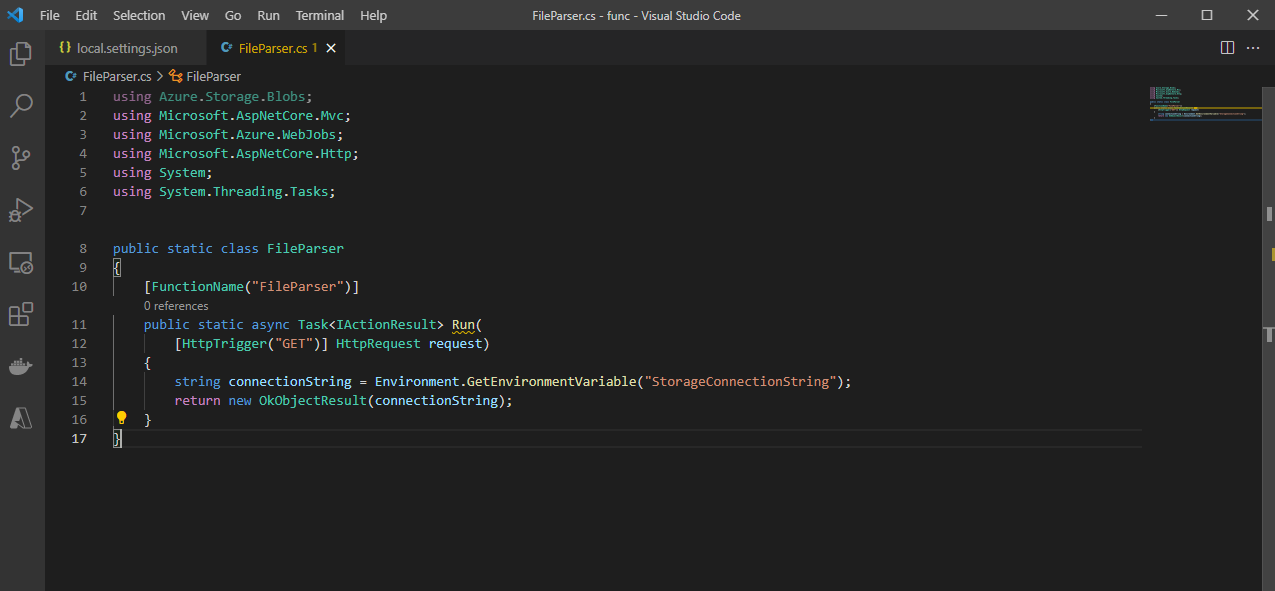 File Edit Selection View Go Run Terminal Help FileParser.cs - func - Visual Studio Code
{} local.settings.json C# FileParser.cs 1
C# FileParser.cs > FileParser
1 using Azure.Storage.Blobs;
2 using Microsoft.AspNetCore.Mvc;
3 using Microsoft.Azure.WebJobs;
4 using Microsoft.AspNetCore.Http;
5 using System;
6 using System.Threading.Tasks;
7
8 public static class FileParser
9 {
10 [FunctionName("FileParser")]
0 references
11 public static async Task<IActionResult> Run(
12 [HttpTrigger("GET")] HttpRequest request)
13 {
14 string connectionString = Environment.GetEnvironmentVariable("StorageConnectionString");
15 return new OkObjectResult(connectionString);
16 }
17 }